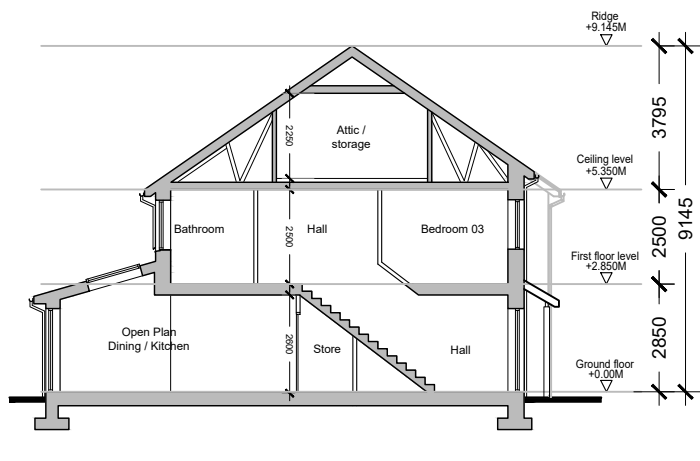 Ridge
+9.145M
3795
2250
Attic /
storage
Ceiling level
+5.350M
9145
2500
2500
Bathroom
Hall
Bedroom 03
First floor level
+2.850M
2850
2600
Open Plan
Dining / Kitchen
Store
Hall
Ground floor
+0.00M